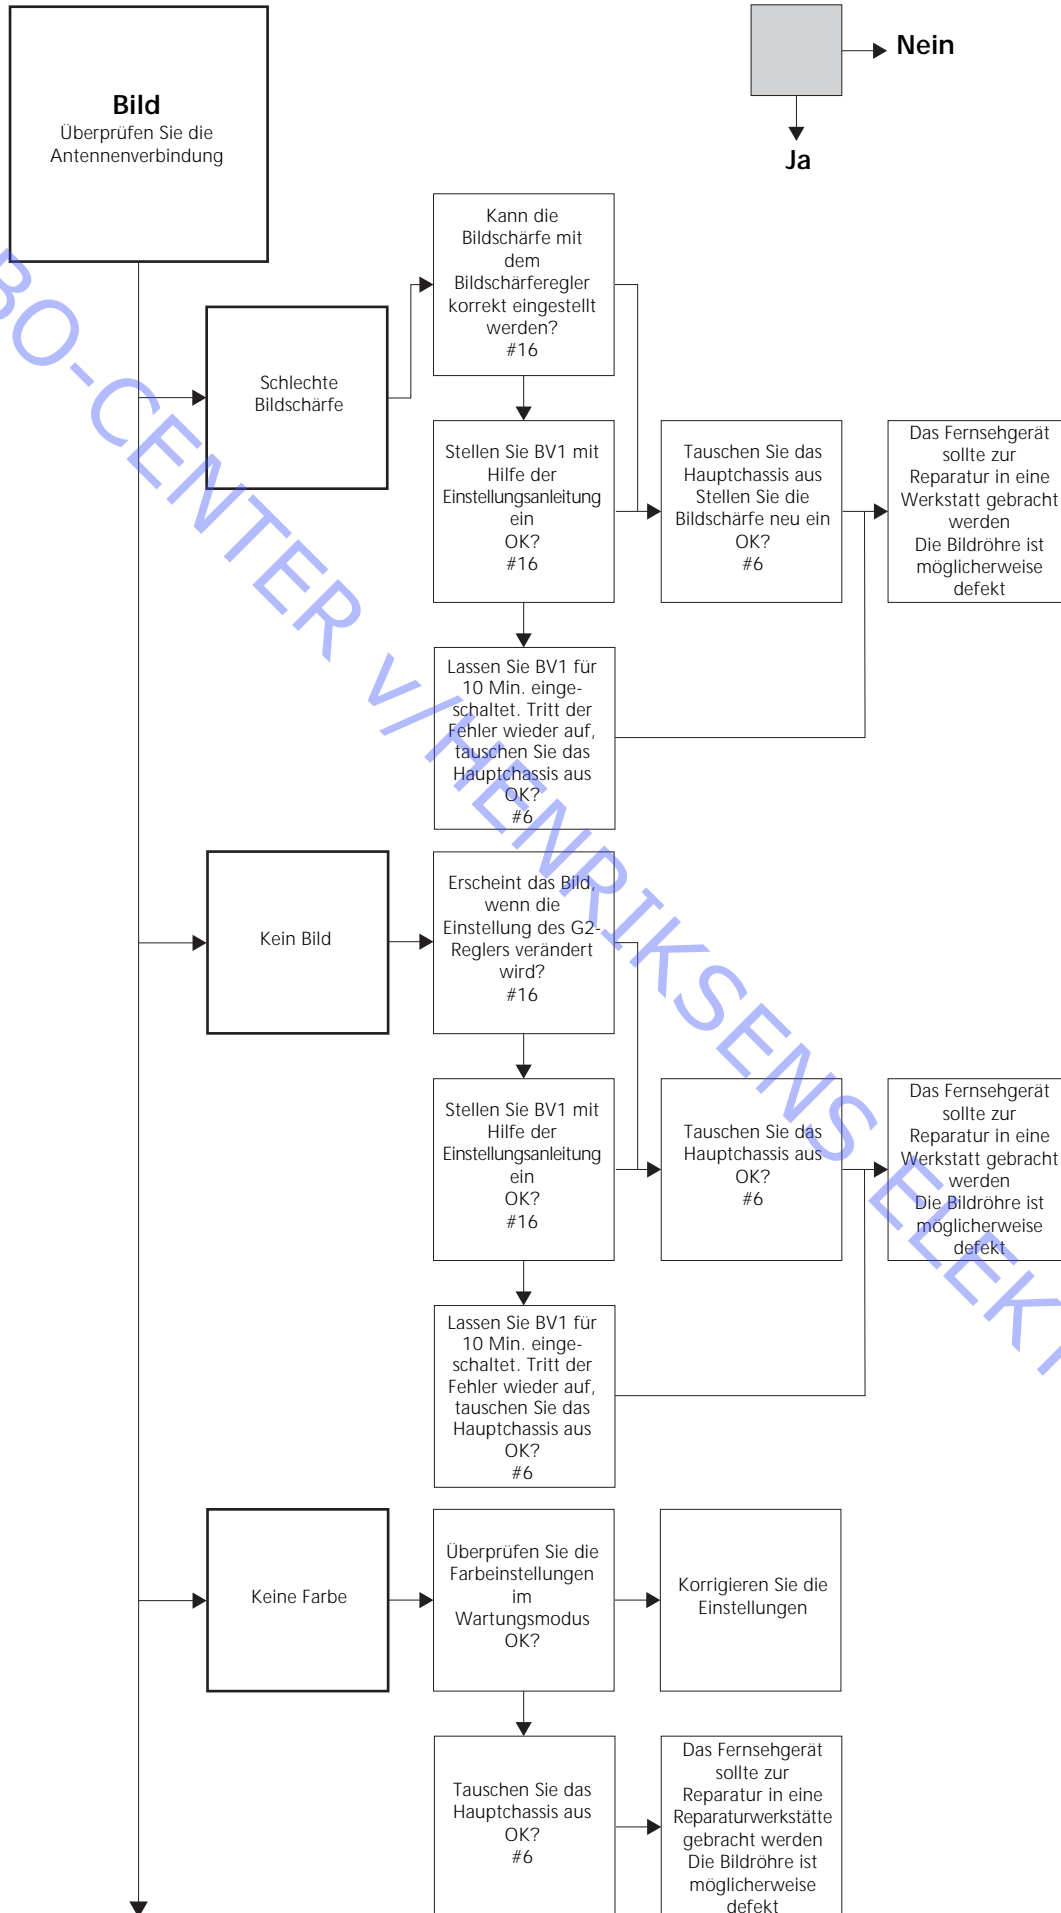 Bild
Überprüfen Sie die
Antennenverbindung
Nein
Ja
Kann die
Bildschärfe mit
dem
Bildschärferegler
korrekt eingestellt
werden?
#16
Schlechte
Bildschärfe
Stellen Sie BV1 mit
Hilfe der
Einstellungsanleitung
ein
OK?
#16
Tauschen Sie das
Hauptchassis aus
Stellen Sie die
Bildschärfe neu ein
OK?
#6
Das Fernsehgerät
sollte zur
Reparatur in eine
Werkstatt gebracht
werden
Die Bildröhre ist
möglicherweise
defekt
Lassen Sie BV1 für
10 Min. einge-
schaltet. Tritt der
Fehler wieder auf,
tauschen Sie das
Hauptchassis aus
OK?
#6
Kein Bild
Erscheint das Bild,
wenn die
Einstellung des G2-
Reglers verändert
wird?
#16
Stellen Sie BV1 mit
Hilfe der
Einstellungsanleitung
ein
OK?
#16
Tauschen Sie das
Hauptchassis aus
OK?
#6
Das Fernsehgerät
sollte zur
Reparatur in eine
Werkstatt gebracht
werden
Die Bildröhre ist
möglicherweise
defekt
Lassen Sie BV1 für
10 Min. einge-
schaltet. Tritt der
Fehler wieder auf,
tauschen Sie das
Hauptchassis aus
OK?
#6
Keine Farbe
Überprüfen Sie die
Farbeinstellungen
im
Wartungsmodus
OK?
Korrigieren Sie die
Einstellungen
Tauschen Sie das
Hauptchassis aus
OK?
#6
Das Fernsehgerät
sollte zur
Reparatur in eine
Reparaturwerkstätte
gebracht werden
Die Bildröhre ist
möglicherweise
defekt
BO-CENTER v/HENRIKSENS ELEKT